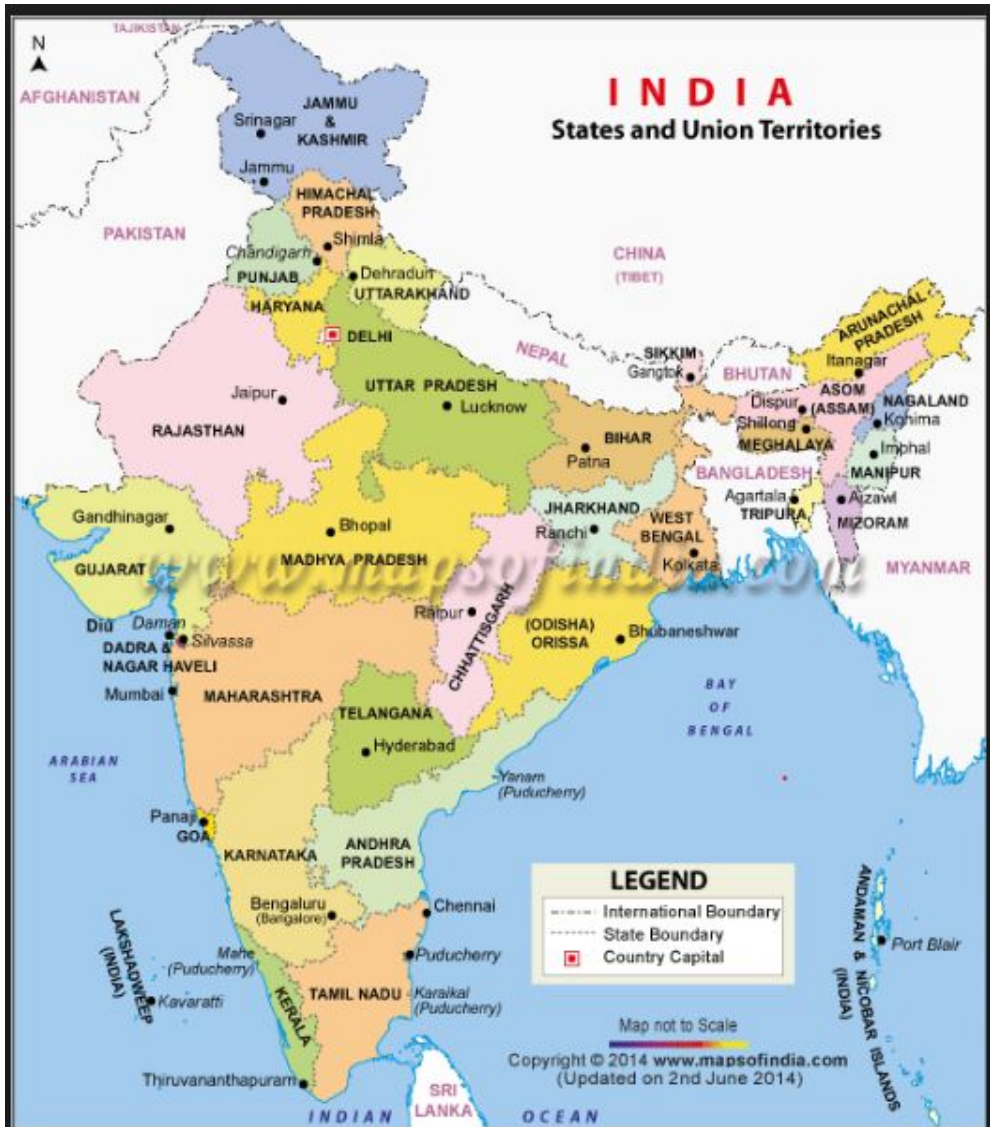 TAJIKISTAN
N
AFGHANISTAN
INDIA
States and Union Territories
JAMMU
&
KASHMIR
Srinagar
Jammu
HIMACHAL
PRADESH
PAKISTAN
Shimla
Chandigarh
PUNJAB
CHINA
(TIBET)
Dehradun
UTTARAKHAND
HARYANA
DELHI
ARUNACHAL
PRADESH
NEPAL
SIKKIM
Gangtok
BHUTAN
Itanagar
Jaipur
UTTAR PRADESH
Lucknow
Dispur
ASOM
(ASSAM)
NAGALAND
RAJASTHAN
BIHAR
Patna
Shillong
Kohima
MEGHALAYA
Imphal
MANIPUR
BANGLADESH
Gandhinagar
Bhopal
JHARKHAND
Ranchi
WEST
BENGAL
Kolkata
Agartala
TRIPURA
Aizawl
MIZORAM
MADHYA PRADESH
GUJARAT
www.mapsofindia.com
MYANMAR
Diu
Daman
Silvassa
DADRA &
NAGAR HAVELI
Raipur
CHHATTISGARH
(ODISHA)
ORISSA
Bhubaneshwar
Mumbai
MAHARASHTRA
TELANGANA
Hyderabad
BAY
OF
BENGAL
ARABIAN
SEA
Yanam
(Puducherry)
Panaji
GOA
KARNATAKA
ANDHRA
PRADESH
LEGEND
International Boundary
State Boundary
Country Capital
Bengaluru
(Bangalore)
Chennai
LAKSHADWEEP
(INDIA)
Kavaratti
Mahe
(Puducherry)
Puducherry
KERALA
TAMIL NADU
Karaikal
(Puducherry)
ANDAMAN & NICOBAR ISLANDS
(INDIA)
Port Blair
Map not to Scale
Copyright © 2014 www.mapsofindia.com
(Updated on 2nd June 2014)
Thiruvananthapuram
SRI
LANKA
INDIAN OCEAN